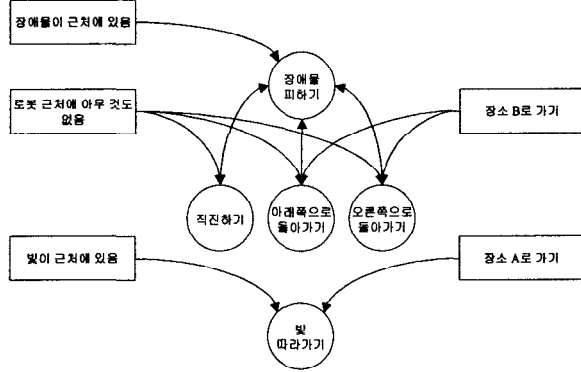 장애물이 근처에 있음
장애물
피하기
로봇 근처에 아무 것도
없음
장소 B로 가기
직진하기
아래쪽으로
돌아가기
오른쪽으로
돌아가기
빛이 근처에 있음
장소 A로 가기
빛
따라가기